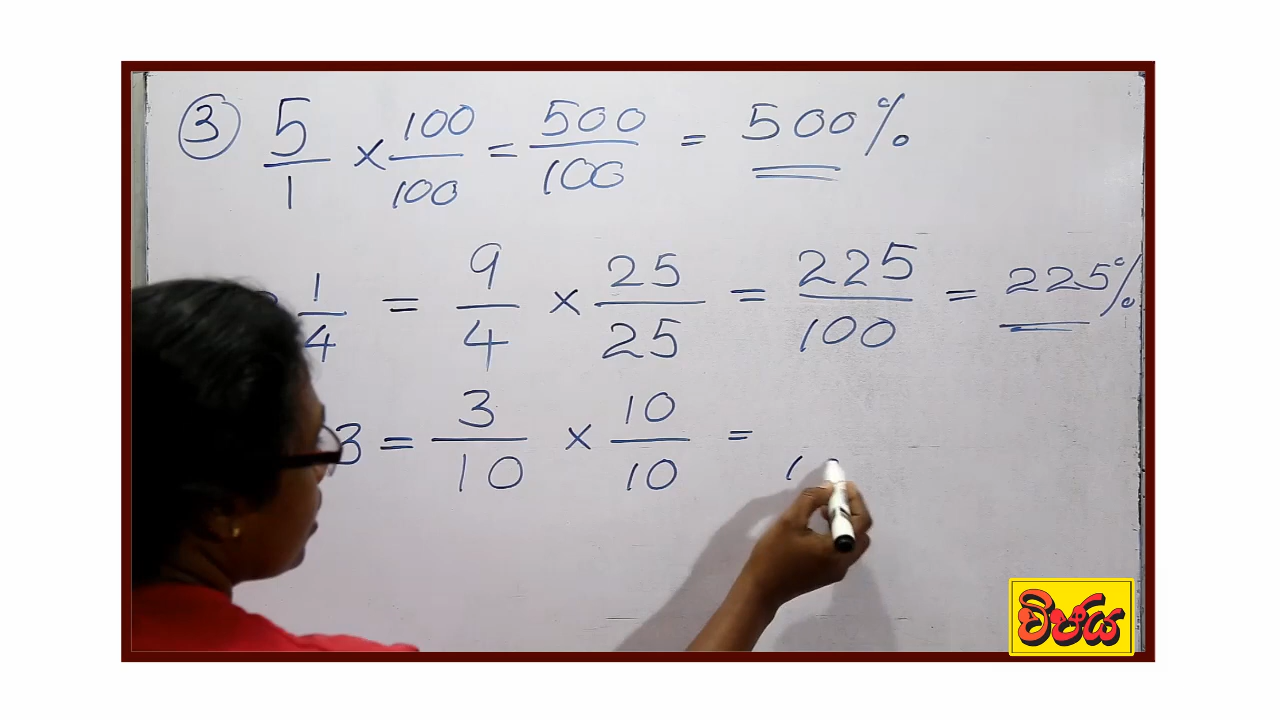 ③ 5/1 × 100/100 = 500/100 = 500%
1/4 = 9/4 × 25/25 = 225/100 = 225%
3 = 3/10 × 10/10 = 10
විජය